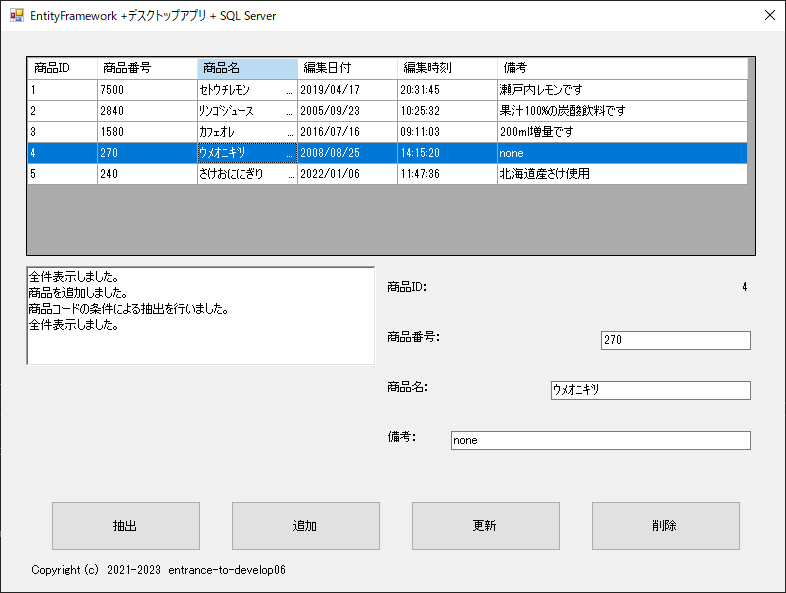 EntityFramework +デスクトップアプリ + SQL Server
商品ID 商品番号 商品名 編集日付 編集時刻 備考
1 7500 ｾﾄｳﾁﾚﾓﾝ ... 2019/04/17 20:31:45 瀬戸内レモンです
2 2840 ﾘﾝｺﾞｼﾞｭｰｽ ... 2005/09/23 10:25:32 果汁100%の炭酸飲料です
3 1580 ｶﾌｪｵﾚ ... 2016/07/16 09:11:03 200ml増量です
4 270 ｳﾒｵﾆｷﾞﾘ ... 2008/08/25 14:15:20 none
5 240 さけおににぎり ... 2022/01/06 11:47:36 北海道産さけ使用
全件表示しました。
商品を追加しました。
商品コードの条件による抽出を行いました。
全件表示しました。
商品ID: 4
商品番号: 270
商品名: ｳﾒｵﾆｷﾞﾘ
備考: none
抽出 追加 更新 削除
Copyright (c) 2021-2023 entrance-to-develop06